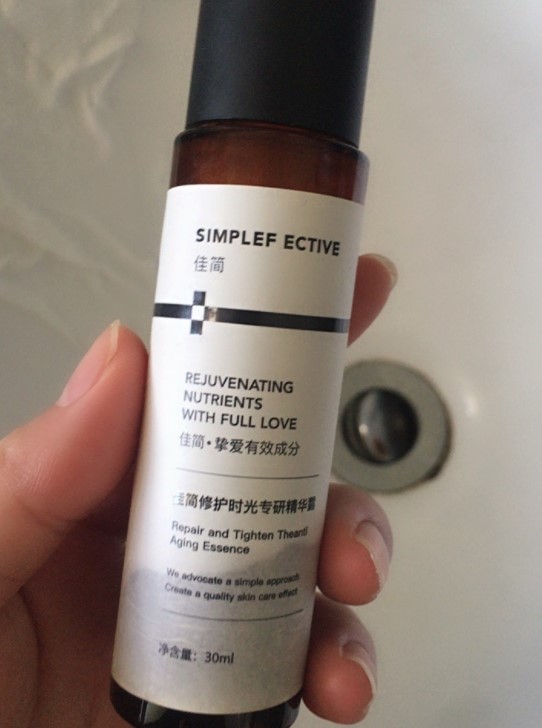 SIMPLEF ECTIVE
佳简
REJUVENATING
NUTRIENTS
WITH FULL LOVE
佳简•挚爱有效成分
佳简修护时光专研精华露
Repair and Tighten Theanti
Aging Essence
We advocate a simple approach
Create a quality skin care effect
净含量：30ml